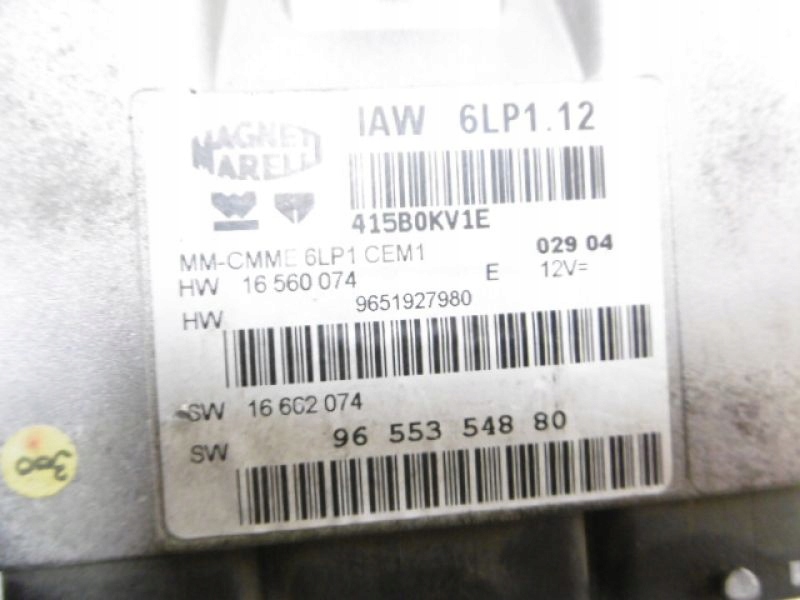 MAGNETI
MARELLI
IAW 6LP1.12
415B0KV1E
MM-CMME 6LP1 CEM1
029 04
HW 16 560 074
E 12V=
HW 9651927980
SW 16 662 074
SW 96 553 548 80
300